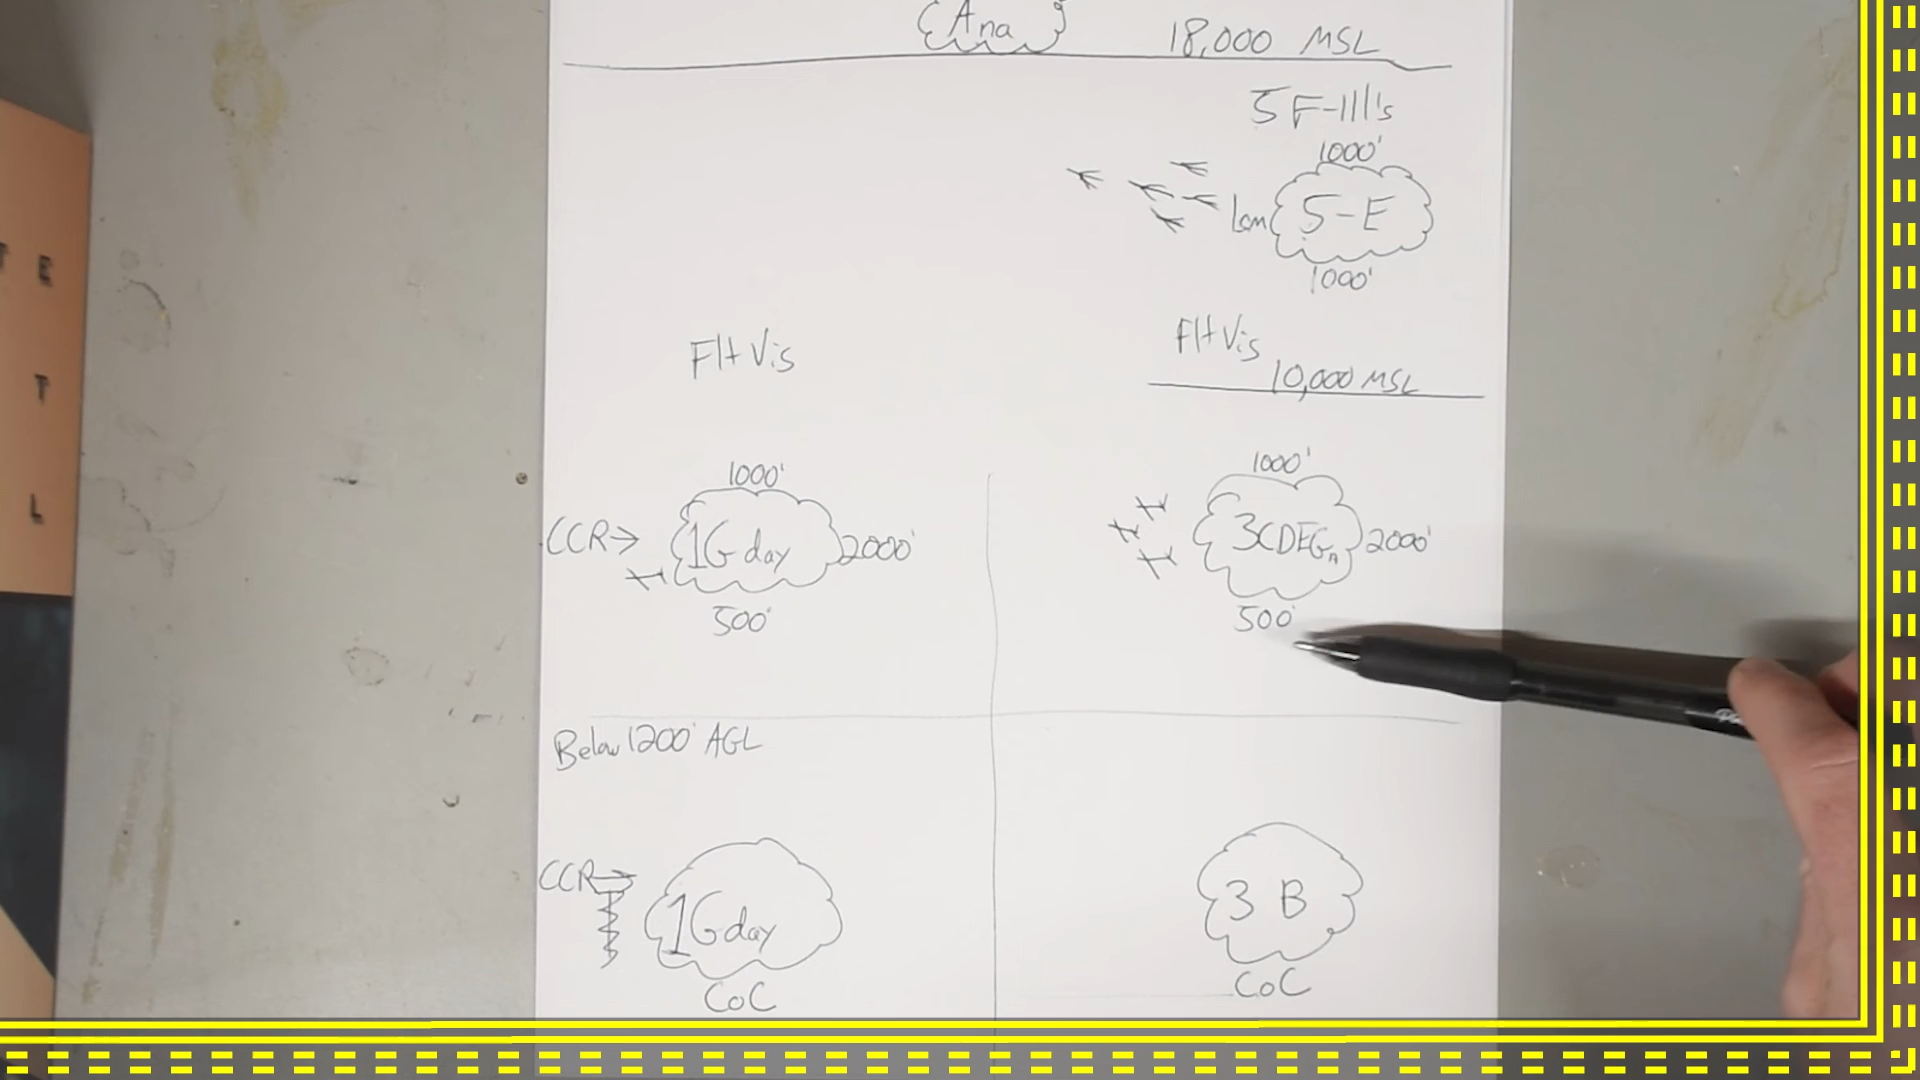 Ana 18,000 MSL
5 F-111's
1000'
1sm 5-E
1000'
Flt Vis
Flt Vis
10,000 MSL
1000'
CCR→ 1G day 2000'
500'
1000'
3CDEGn 2000'
500'
Below 1200' AGL
CCR→ 1G day
CoC
3 B
CoC
E
T
L